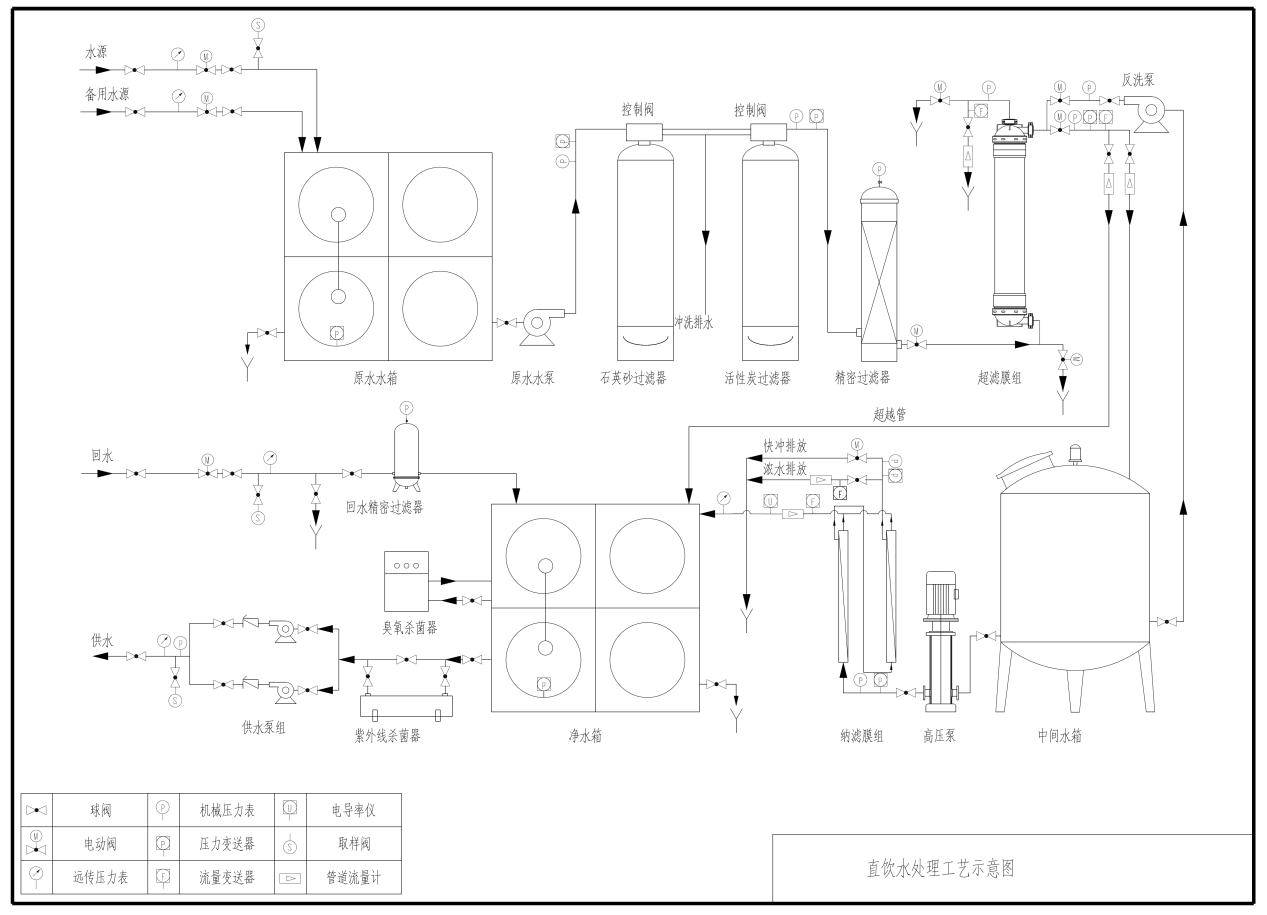 S
水源
M
备用水源
M
控制阀
控制阀
反洗泵
M
P
F
M
P
M
P
P
F
P
P
P
P
P
冲洗排水
P
M
M
原水水箱
原水水泵
石英砂过滤器
活性炭过滤器
精密过滤器
超滤膜组
超越管
P
回水
M
S
回水精密过滤器
快冲排放
M
浓水排放
F
P
P
U
F
臭氧杀菌器
供水
P
S
P
P
P
供水泵组
紫外线杀菌器
净水箱
纳滤膜组
高压泵
中间水箱
球阀 P 机械压力表 U 电导率仪
M 电动阀 P 压力变送器 S 取样阀
远传压力表 F 流量变送器 管道流量计
直饮水处理工艺示意图